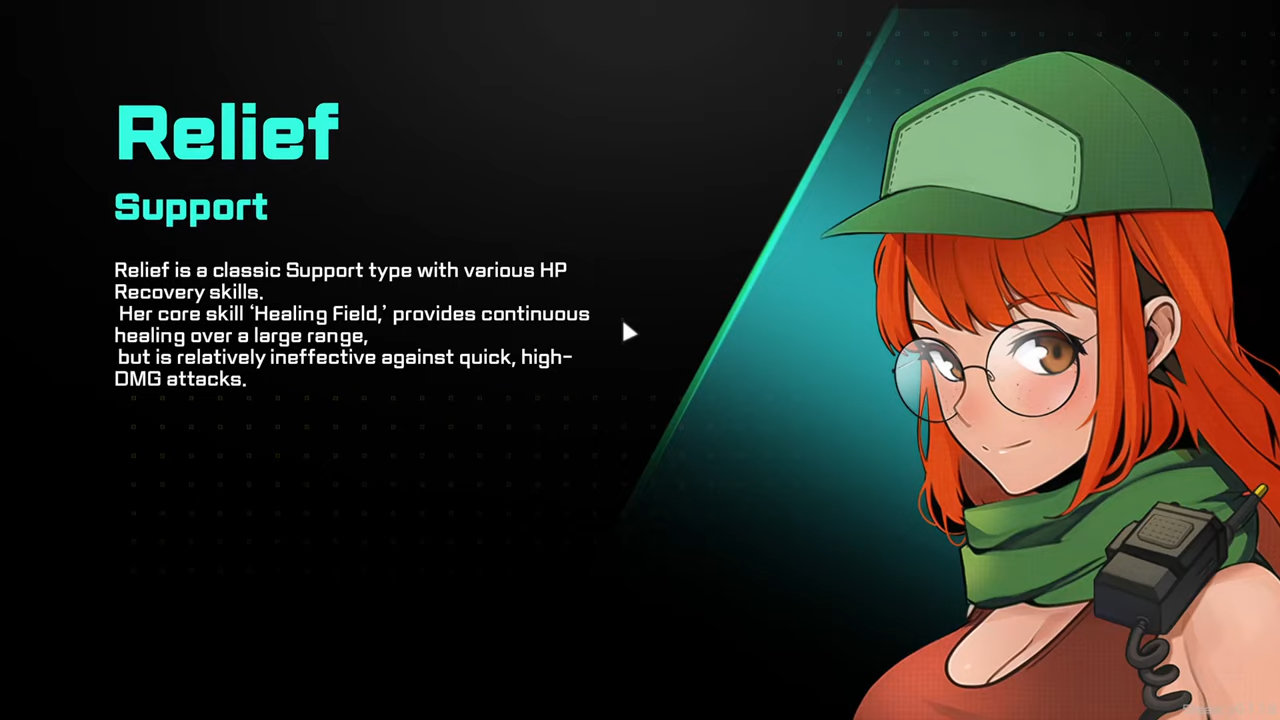 Relief
Support
Relief is a classic Support type with various HP
Recovery skills.
Her core skill ‘Healing Field,’ provides continuous
healing over a large range,
but is relatively ineffective against quick, high-
DMG attacks.